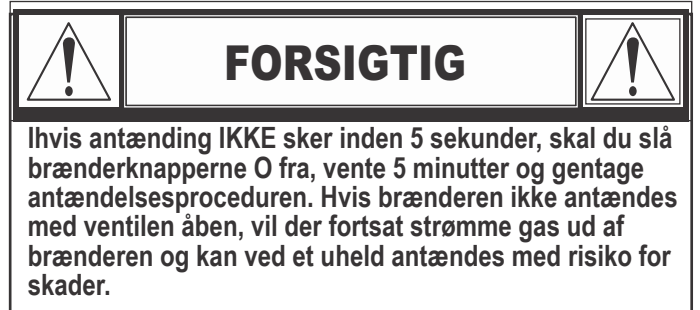 FORSIGTIG
Ihvis antænding IKKE sker inden 5 sekunder, skal du slå
brænderknapperne O fra, vente 5 minutter og gentage
antændelsesproceduren. Hvis brænderen ikke antændes
med ventilen åben, vil der fortsat strømme gas ud af
brænderen og kan ved et uheld antændes med risiko for
skader.